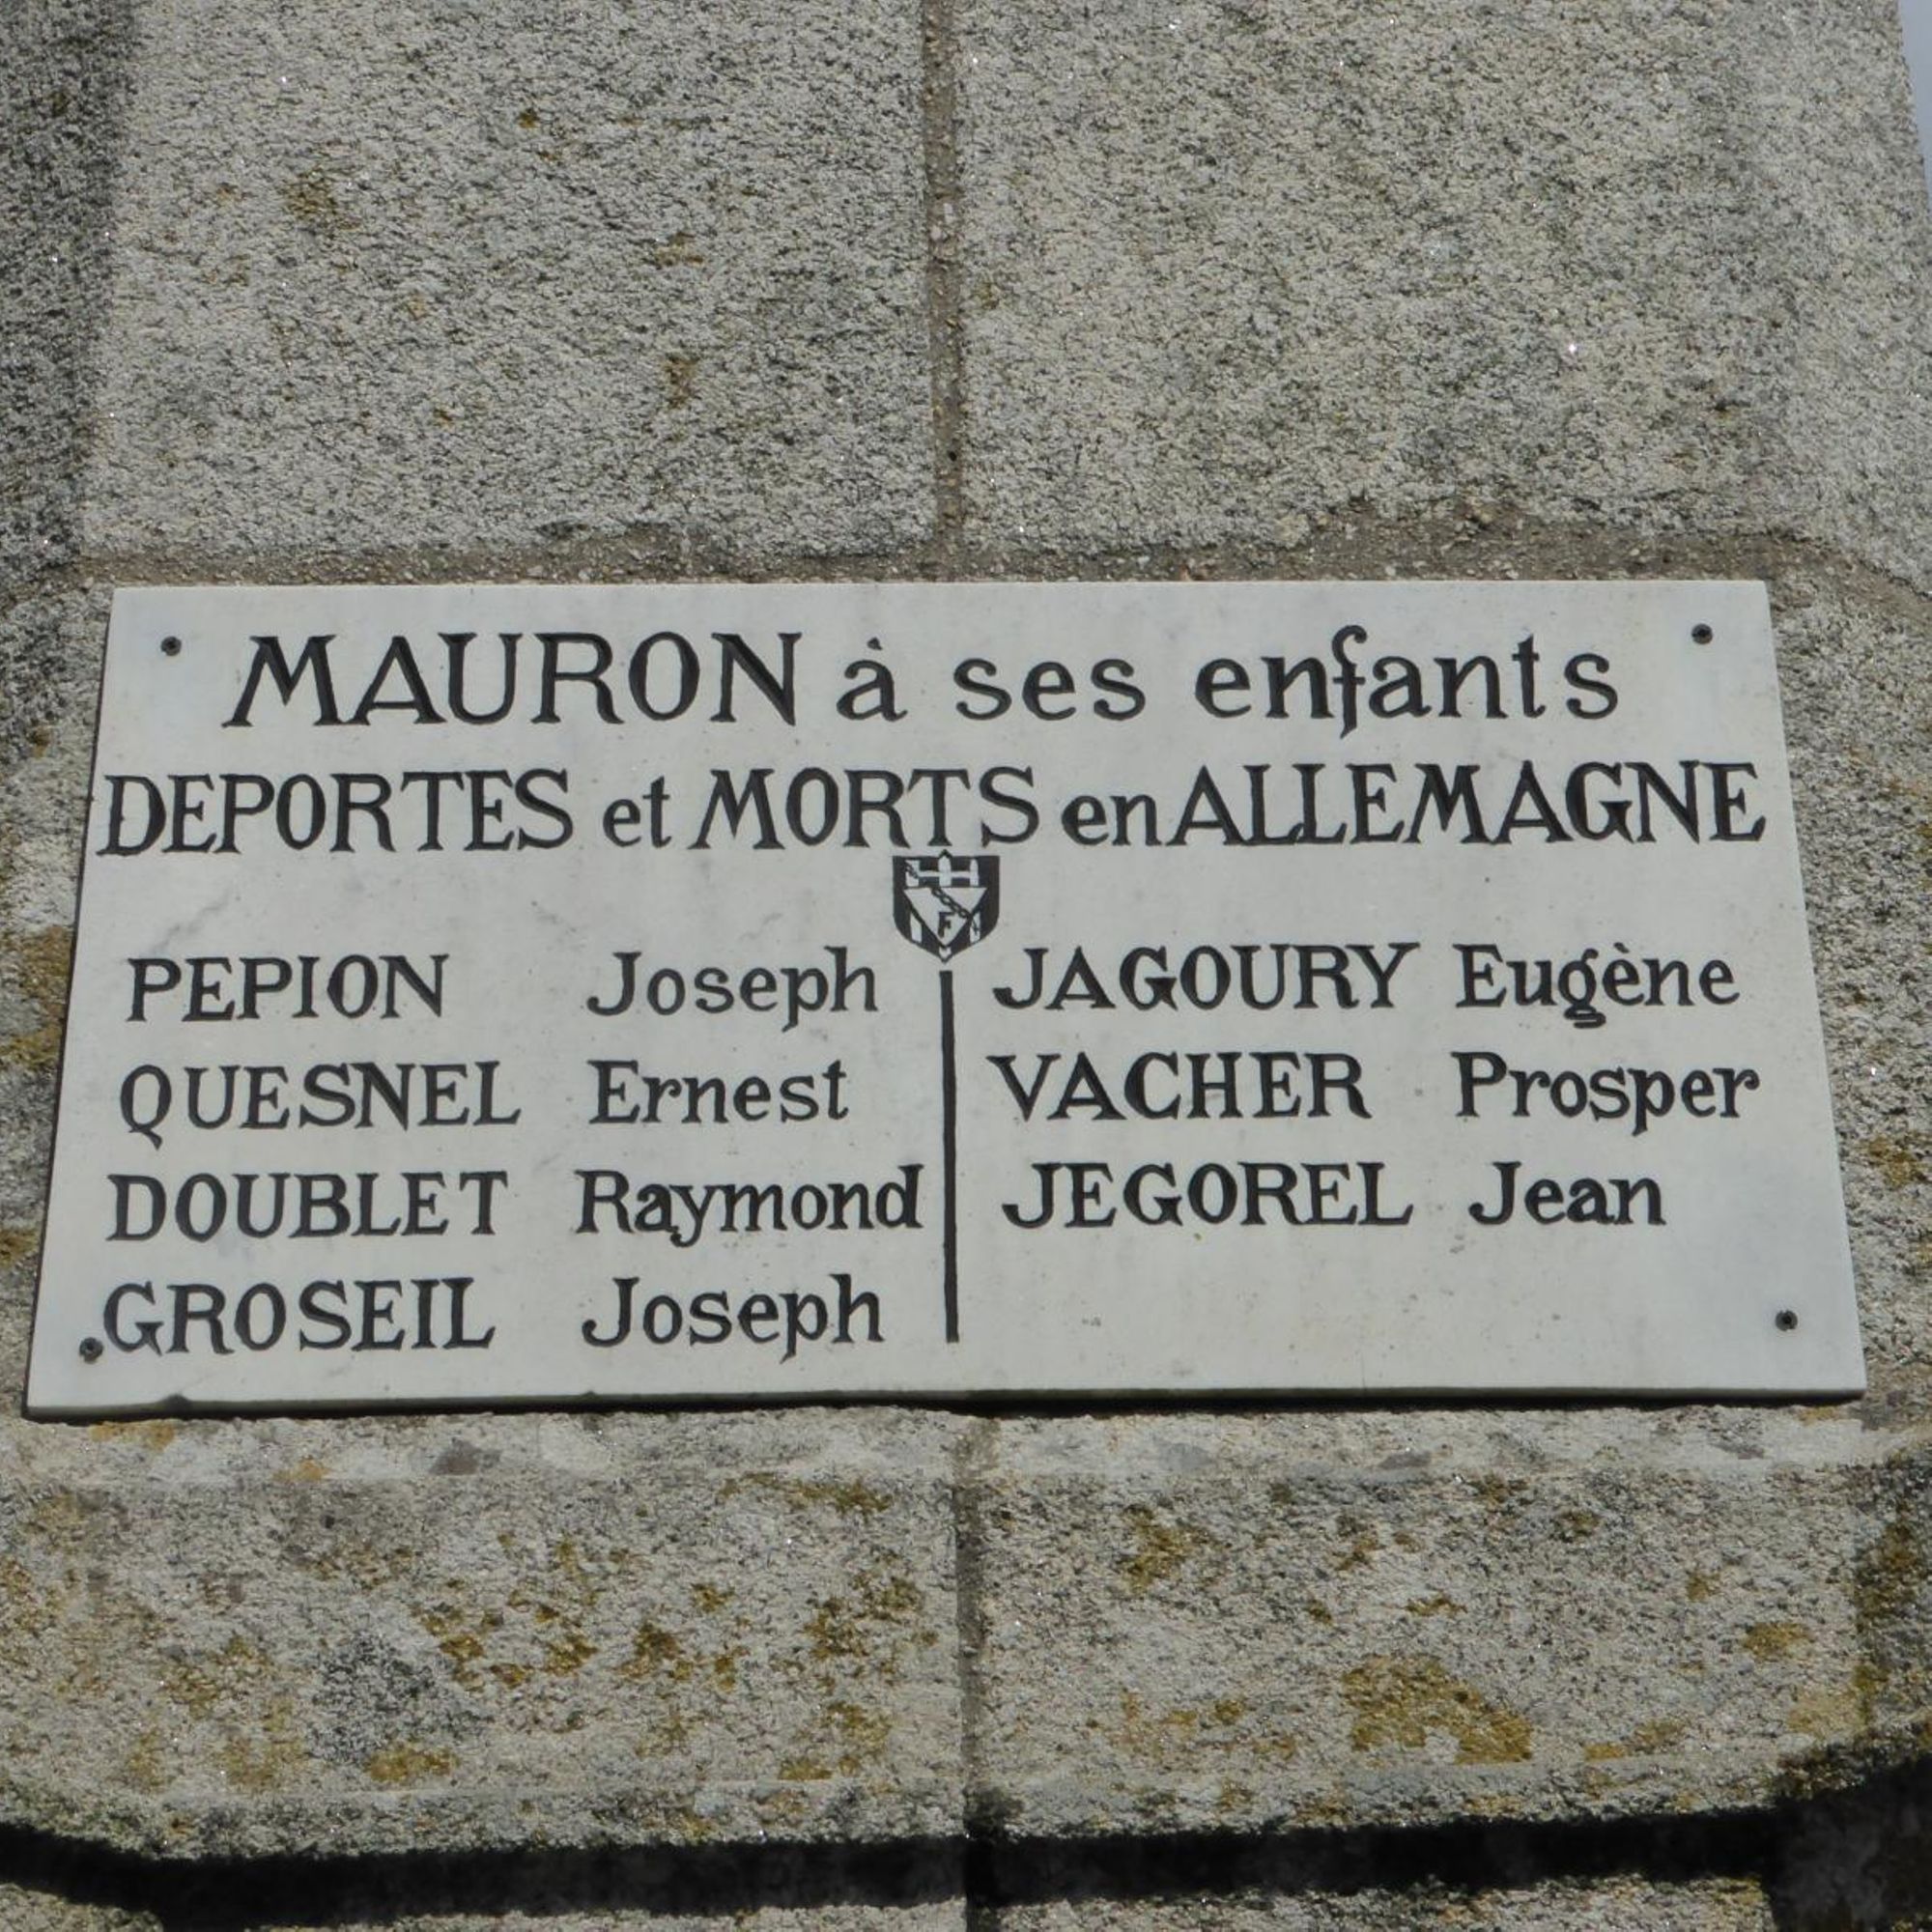 MAURON à ses enfants
DEPORTES et MORTS en ALLEMAGNE
F
PEPION Joseph
QUESNEL Ernest
DOUBLET Raymond
GROSEIL Joseph
JAGOURY Eugène
VACHER Prosper
JEGOREL Jean